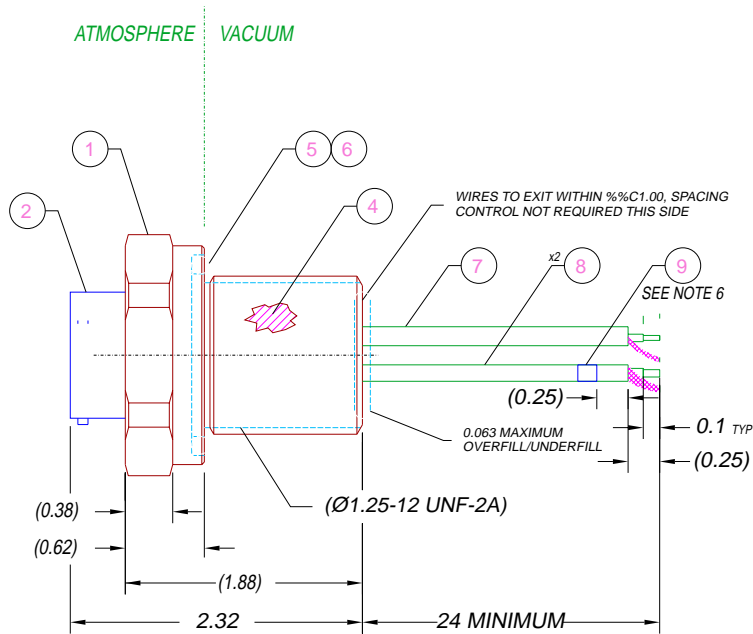 ATMOSPHERE VACUUM
1
5 6
2
4
WIRES TO EXIT WITHIN %%C1.00, SPACING
CONTROL NOT REQUIRED THIS SIDE
7
x2 8
9
SEE NOTE 6
(0.25)
0.1 TYP
0.063 MAXIMUM
OVERFILL/UNDERFILL
(0.25)
(Ø1.25-12 UNF-2A)
(0.38)
(0.62)
(1.88)
2.32
24 MINIMUM